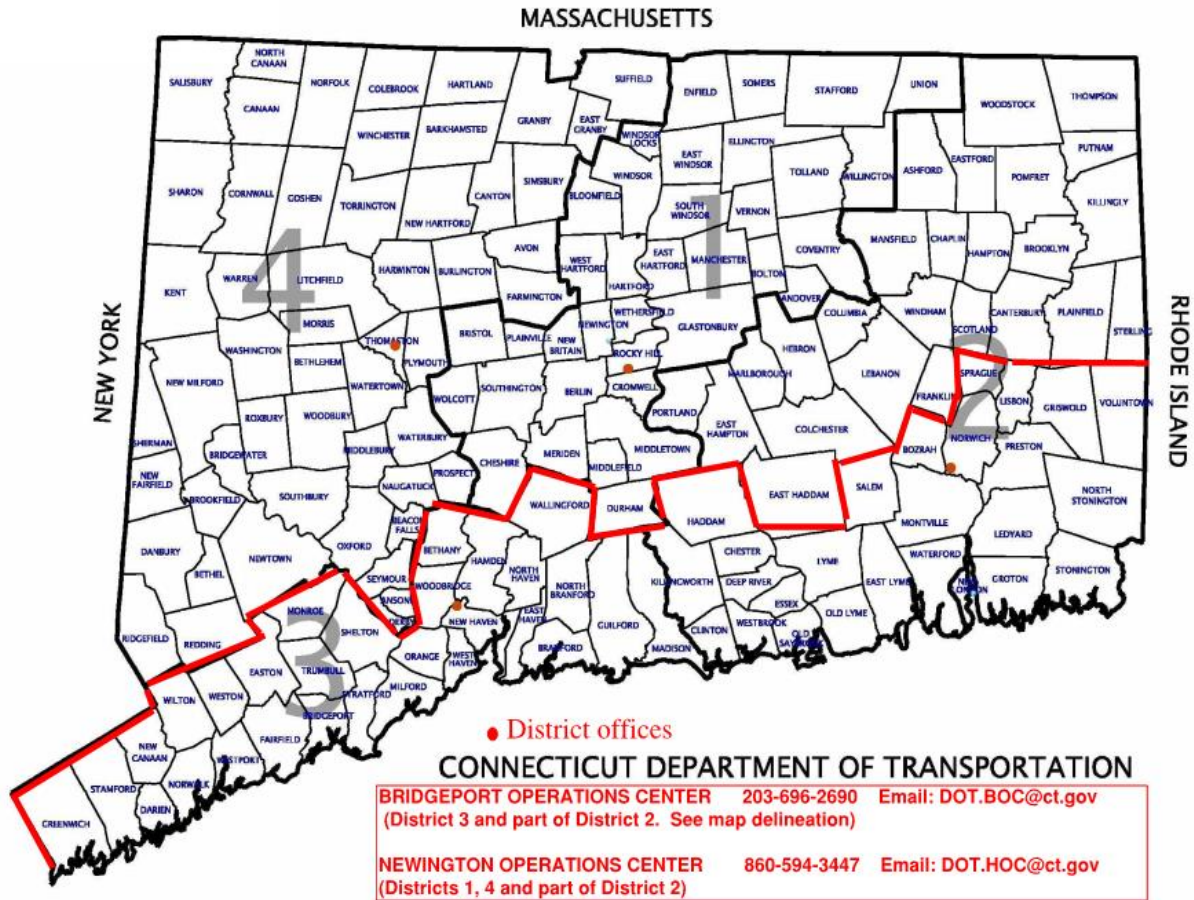 MASSACHUSETTS
NORTH
CANAAN
SALISBURY
NORFOLK
COLEBROOK
HARTLAND
SUFFIELD
ENFIELD
SOMERS
STAFFORD
UNION
WOODSTOCK
THOMPSON
CANAAN
GRANBY
EAST
GRANBY
WINDSOR
LOCKS
WINCHESTER
BARKHAMSTED
EAST
WINDSOR
ELLINGTON
PUTNAM
SHARON
CORNWALL
GOSHEN
TORRINGTON
NEW HARTFORD
CANTON
SIMSBURY
BLOOMFIELD
WINDSOR
TOLLAND
WILLINGTON
ASHFORD
EASTFORD
POMFRET
KILLINGLY
SOUTH
WINDSOR
VERNON
1
AVON
WEST
HARTFORD
HARTFORD
EAST
HARTFORD
MANCHESTER
BOLTON
COVENTRY
MANSFIELD
CHAPLIN
HAMPTON
BROOKLYN
4
KENT
WARREN
LITCHFIELD
HARWINTON
BURLINGTON
FARMINGTON
NEW YORK
MORRIS
WETHERSFIELD
NEWINGTON
GLASTONBURY
ANDOVER
COLUMBIA
WINDHAM
SCOTLAND
CANTERBURY
PLAINFIELD
STERLING
RHODE ISLAND
WASHINGTON
BETHLEHEM
THOMASTON
PLYMOUTH
BRISTOL
PLAINVILLE
NEW
BRITAIN
ROCKY HILL
CROMWELL
HEBRON
MARLBOROUGH
LEBANON
2
SPRAGUE
FRANKLIN
LISBON
GRISWOLD
VOLUNTOWN
NEW MILFORD
ROXBURY
WOODBURY
WATERTOWN
WOLCOTT
SOUTHINGTON
BERLIN
PORTLAND
EAST
HAMPTON
COLCHESTER
BOZRAH
NORWICH
PRESTON
SHERMAN
BRIDGEWATER
MIDDLEBURY
WATERBURY
CHESHIRE
MERIDEN
MIDDLEFIELD
MIDDLETOWN
NEW
FAIRFIELD
BROOKFIELD
SOUTHBURY
NAUGATUCK
PROSPECT
WALLINGFORD
DURHAM
HADDAM
EAST HADDAM
SALEM
MONTVILLE
NORTH
STONINGTON
LEDYARD
DANBURY
BETHEL
NEWTOWN
OXFORD
BEACON
FALLS
BETHANY
HAMDEN
NORTH
HAVEN
NORTH
BRANFORD
CHESTER
LYME
WATERFORD
NEW
LONDON
GROTON
STONINGTON
SEYMOUR
WOODBRIDGE
KILLINGWORTH
DEEP RIVER
EAST LYME
ANSONIA
DERBY
NEW HAVEN
EAST
HAVEN
GUILFORD
ESSEX
OLD LYME
RIDGEFIELD
REDDING
MONROE
SHELTON
CLINTON
WESTBROOK
OLD
SAYBROOK
3
ORANGE
WEST
HAVEN
BRANFORD
MADISON
WILTON
WESTON
EASTON
TRUMBULL
STRATFORD
MILFORD
BRIDGEPORT
NEW
CANAAN
FAIRFIELD
WESTPORT
STAMFORD
NORWALK
DARIEN
GREENWICH
District offices
CONNECTICUT DEPARTMENT OF TRANSPORTATION
BRIDGEPORT OPERATIONS CENTER 203-696-2690 Email: DOT.BOC@ct.gov
(District 3 and part of District 2. See map delineation)
NEWINGTON OPERATIONS CENTER 860-594-3447 Email: DOT.HOC@ct.gov
(Districts 1, 4 and part of District 2)